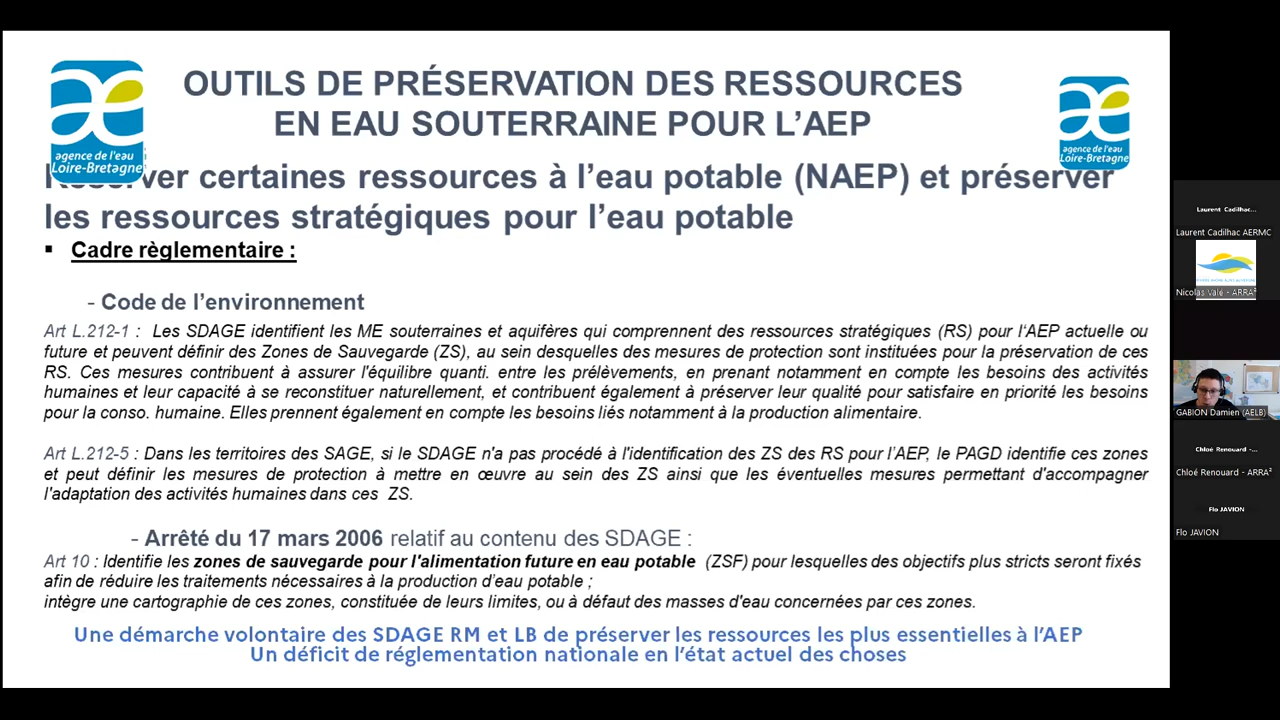 OUTILS DE PRÉSERVATION DES RESSOURCES
EN EAU SOUTERRAINE POUR L'AEP
agence de l'eau
Loire-Bretagne
agence de l'eau
Loire-Bretagne
certaines ressources à l'eau potable (NAEP) et préserver
les ressources stratégiques pour l'eau potable
▪ Cadre règlementaire :
- Code de l'environnement
Art L.212-1 : Les SDAGE identifient les ME souterraines et aquifères qui comprennent des ressources stratégiques (RS) pour l'AEP actuelle ou
future et peuvent définir des Zones de Sauvegarde (ZS), au sein desquelles des mesures de protection sont instituées pour la préservation de ces
RS. Ces mesures contribuent à assurer l'équilibre quanti. entre les prélèvements, en prenant notamment en compte les besoins des activités
humaines et leur capacité à se reconstituer naturellement, et contribuent également à préserver leur qualité pour satisfaire en priorité les besoins
pour la conso. humaine. Elles prennent également en compte les besoins liés notamment à la production alimentaire.
Art L.212-5 : Dans les territoires des SAGE, si le SDAGE n'a pas procédé à l'identification des ZS des RS pour l'AEP, le PAGD identifie ces zones
et peut définir les mesures de protection à mettre en œuvre au sein des ZS ainsi que les éventuelles mesures permettant d'accompagner
l'adaptation des activités humaines dans ces ZS.
- Arrêté du 17 mars 2006 relatif au contenu des SDAGE :
Art 10 : Identifie les zones de sauvegarde pour l'alimentation future en eau potable (ZSF) pour lesquelles des objectifs plus stricts seront fixés
afin de réduire les traitements nécessaires à la production d'eau potable ;
intègre une cartographie de ces zones, constituée de leurs limites, ou à défaut des masses d'eau concernées par ces zones.
Une démarche volontaire des SDAGE RM et LB de préserver les ressources les plus essentielles à l'AEP
Un déficit de réglementation nationale en l'état actuel des choses
Laurent Cadilhac...
Laurent Cadilhac AERMC
Nicolas Valé - ARRA²
GABION Damien (AELB)
Chloé Renouard -...
Chloé Renouard - ARRA²
Flo JAVION
Flo JAVION